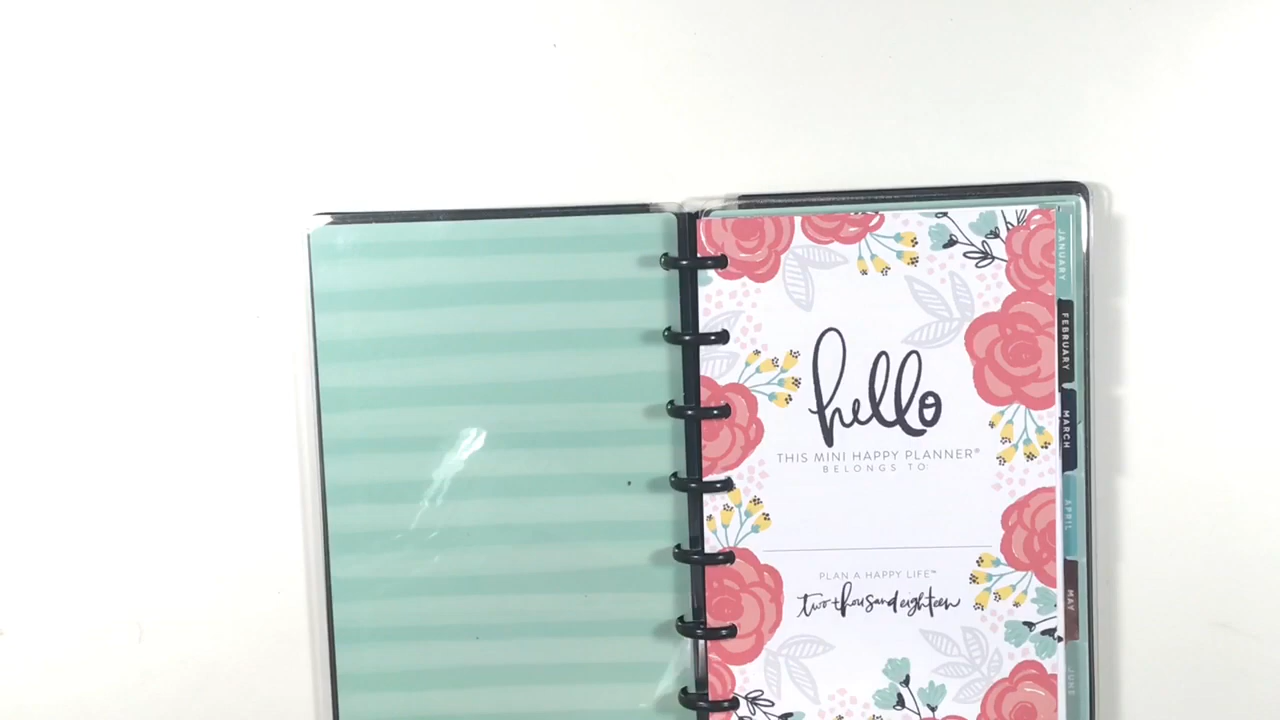 hello
THIS MINI HAPPY PLANNER®
BELONGS TO:
PLAN A HAPPY LIFE™
two thousand eighteen
JANUARY
FEBRUARY
MARCH
APRIL
MAY
JUNE